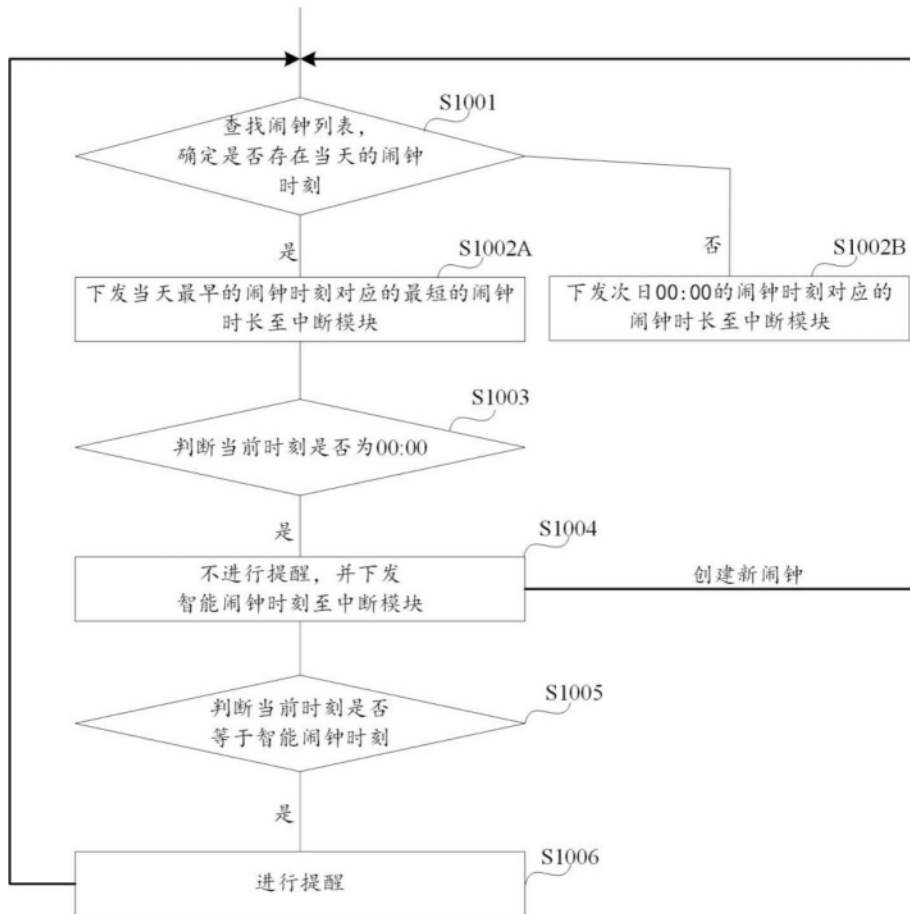 S1001
查找闹钟列表，
确定是否存在当天的闹钟
时刻
是
否
S1002A
下发当天最早的闹钟时刻对应的最短的闹钟
时长至中断模块
S1002B
下发次日00:00的闹钟时刻对应的
闹钟时长至中断模块
S1003
判断当前时刻是否为00:00
是
S1004
不进行提醒，并下发
智能闹钟时刻至中断模块
创建新闹钟
S1005
判断当前时刻是否
等于智能闹钟时刻
是
S1006
进行提醒